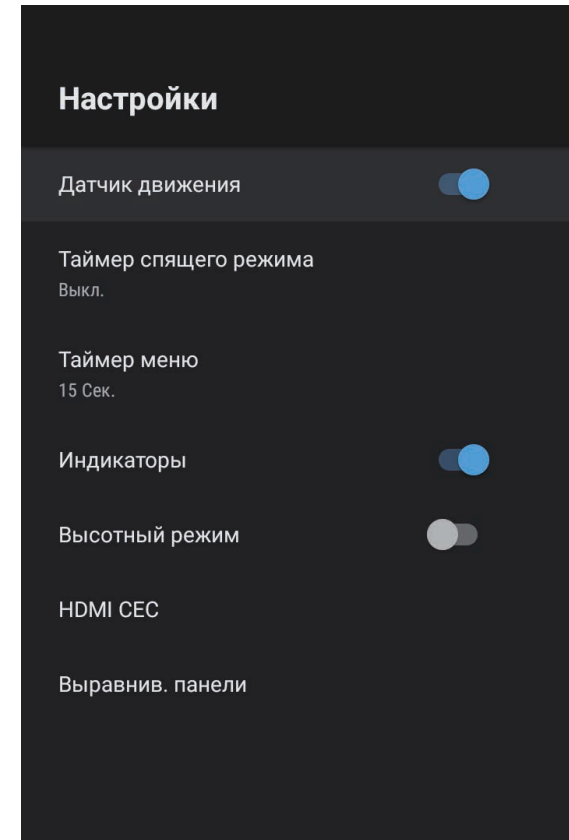 Настройки
Датчик движения
Таймер спящего режима
Выкл.
Таймер меню
15 Сек.
Индикаторы
Высотный режим
HDMI CEC
Выравнив. панели